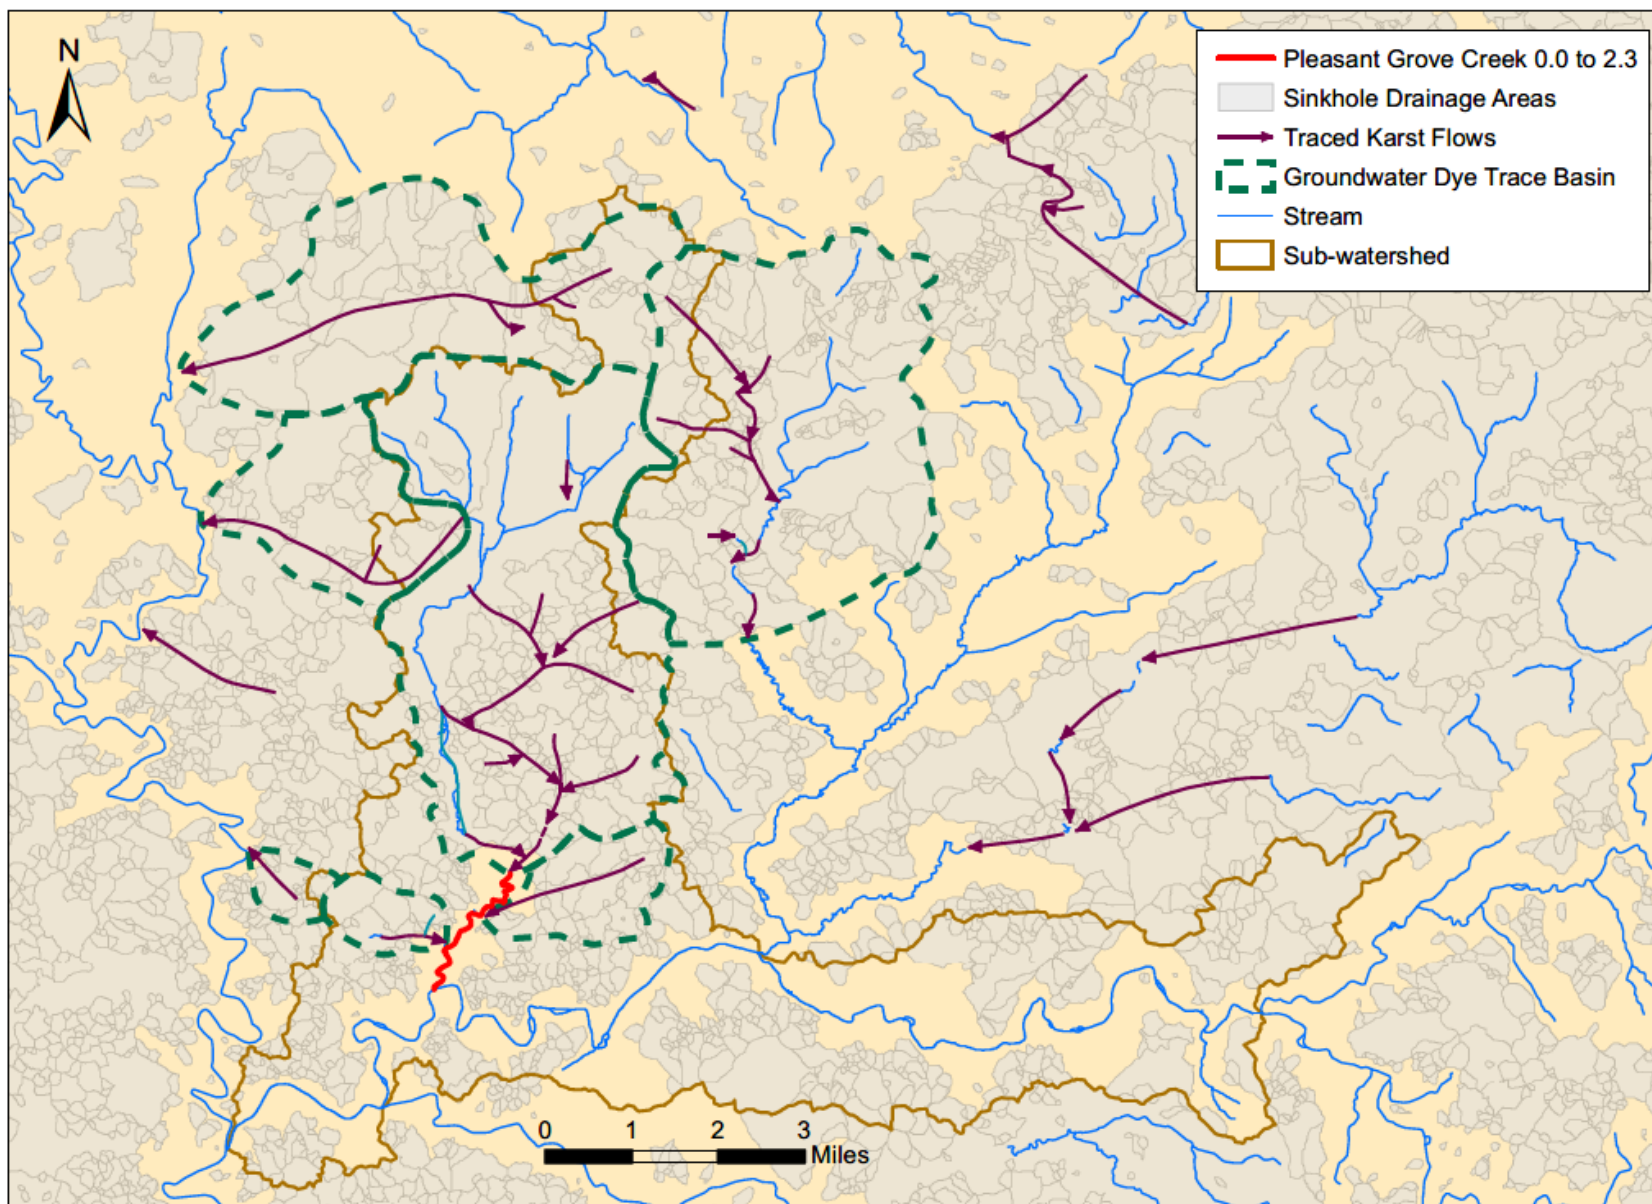 N
Pleasant Grove Creek 0.0 to 2.3
Sinkhole Drainage Areas
Traced Karst Flows
Groundwater Dye Trace Basin
Stream
Sub-watershed
0 1 2 3
Miles